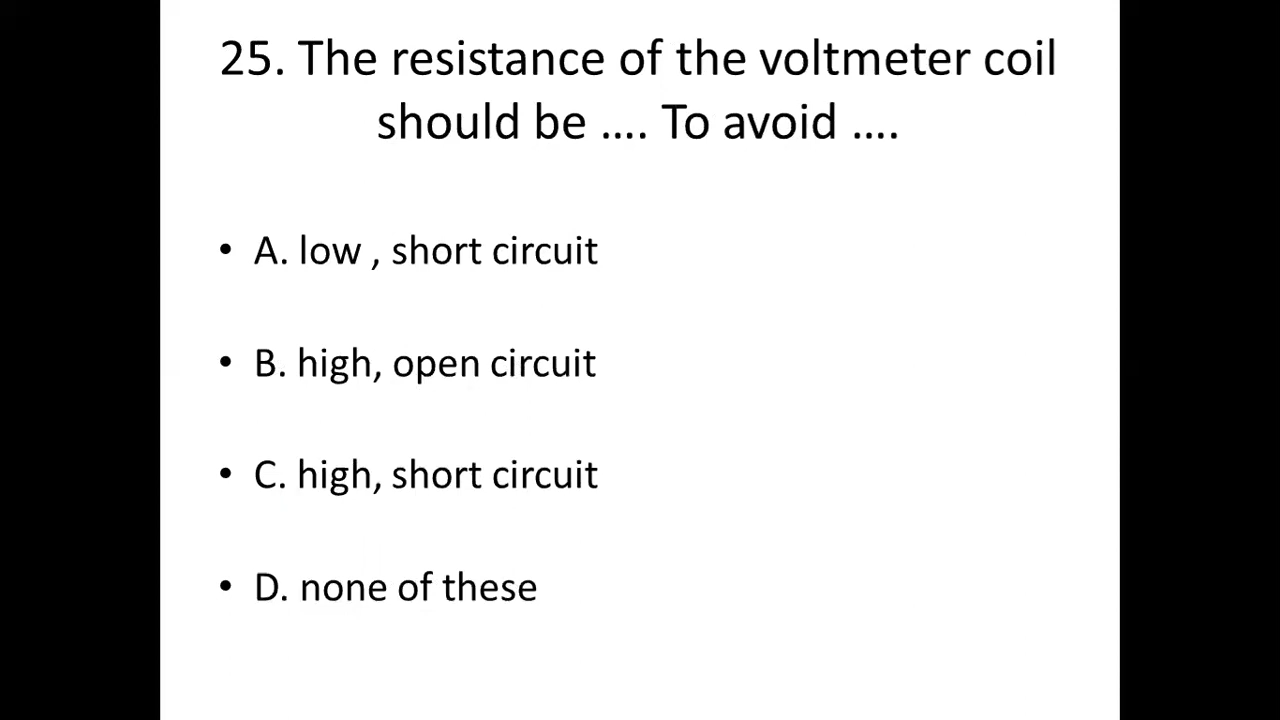 25. The resistance of the voltmeter coil
should be .... To avoid ....
• A. low , short circuit
• B. high, open circuit
• C. high, short circuit
• D. none of these